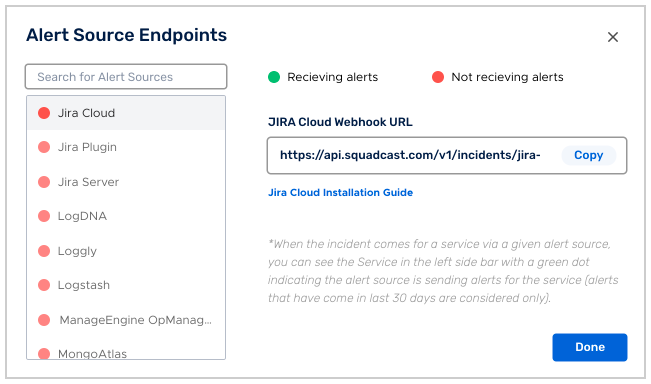 Alert Source Endpoints
Search for Alert Sources
Jira Cloud
Jira Plugin
Jira Server
LogDNA
Loggly
Logstash
ManageEngine OpManag...
MongoAtlas
Recieving alerts
Not recieving alerts
JIRA Cloud Webhook URL
https://api.squadcast.com/v1/incidents/jira-
Copy
Jira Cloud Installation Guide
*When the incident comes for a service via a given alert source,
you can see the Service in the left side bar with a green dot
indicating the alert source is sending alerts for the service (alerts
that have come in last 30 days are considered only).
Done